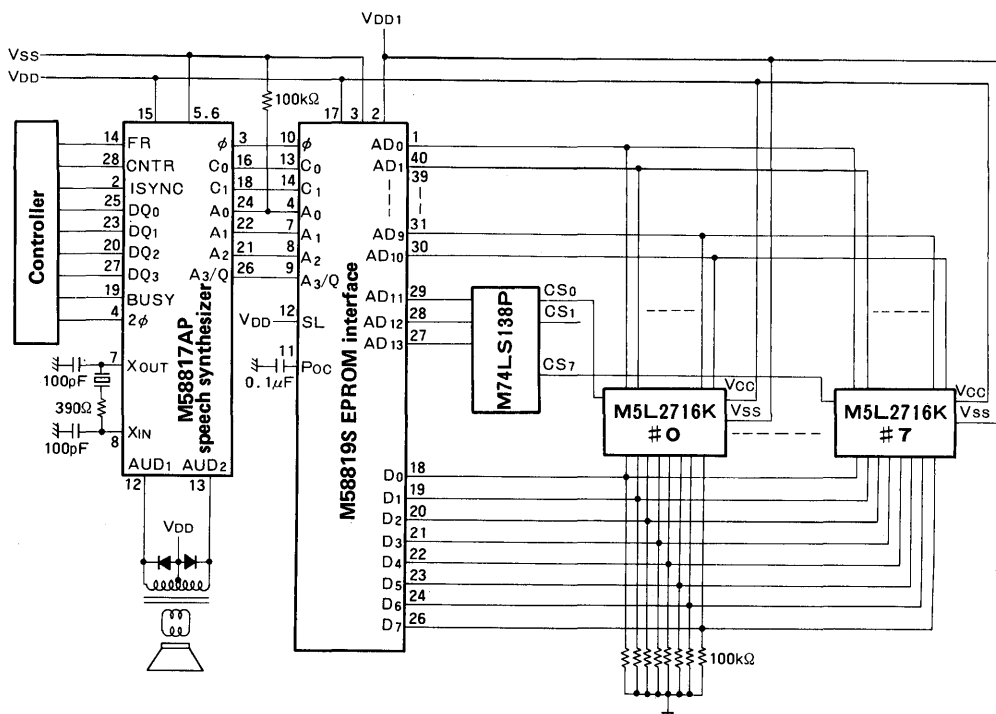 VDD1
VSS
VDD
100kΩ
15
5.6
17
3
2
Controller
14
28
2
25
23
20
27
19
4
FR
CNTR
ISYNC
DQ0
DQ1
DQ2
DQ3
BUSY
2φ
XOUT
XIN
AUD1
AUD2
M58817AP
speech synthesizer
φ
C0
C1
A0
A1
A2
A3/Q
3
16
18
24
22
21
26
10
13
14
4
7
8
9
φ
C0
C1
A0
A1
A2
A3/Q
VDD
12
SL
11
POC
0.1μF
M58819S EPROM interface
AD0
AD1
AD9
AD10
AD11
AD12
AD13
1
40
39
31
30
29
28
27
M74LS138P
CS0
CS1
CS7
M5L2716K
#0
VCC
VSS
M5L2716K
#7
VCC
VSS
7
100pF
390Ω
100pF
8
12
13
VDD
D0
D1
D2
D3
D4
D5
D6
D7
18
19
20
21
22
23
24
26
100kΩ